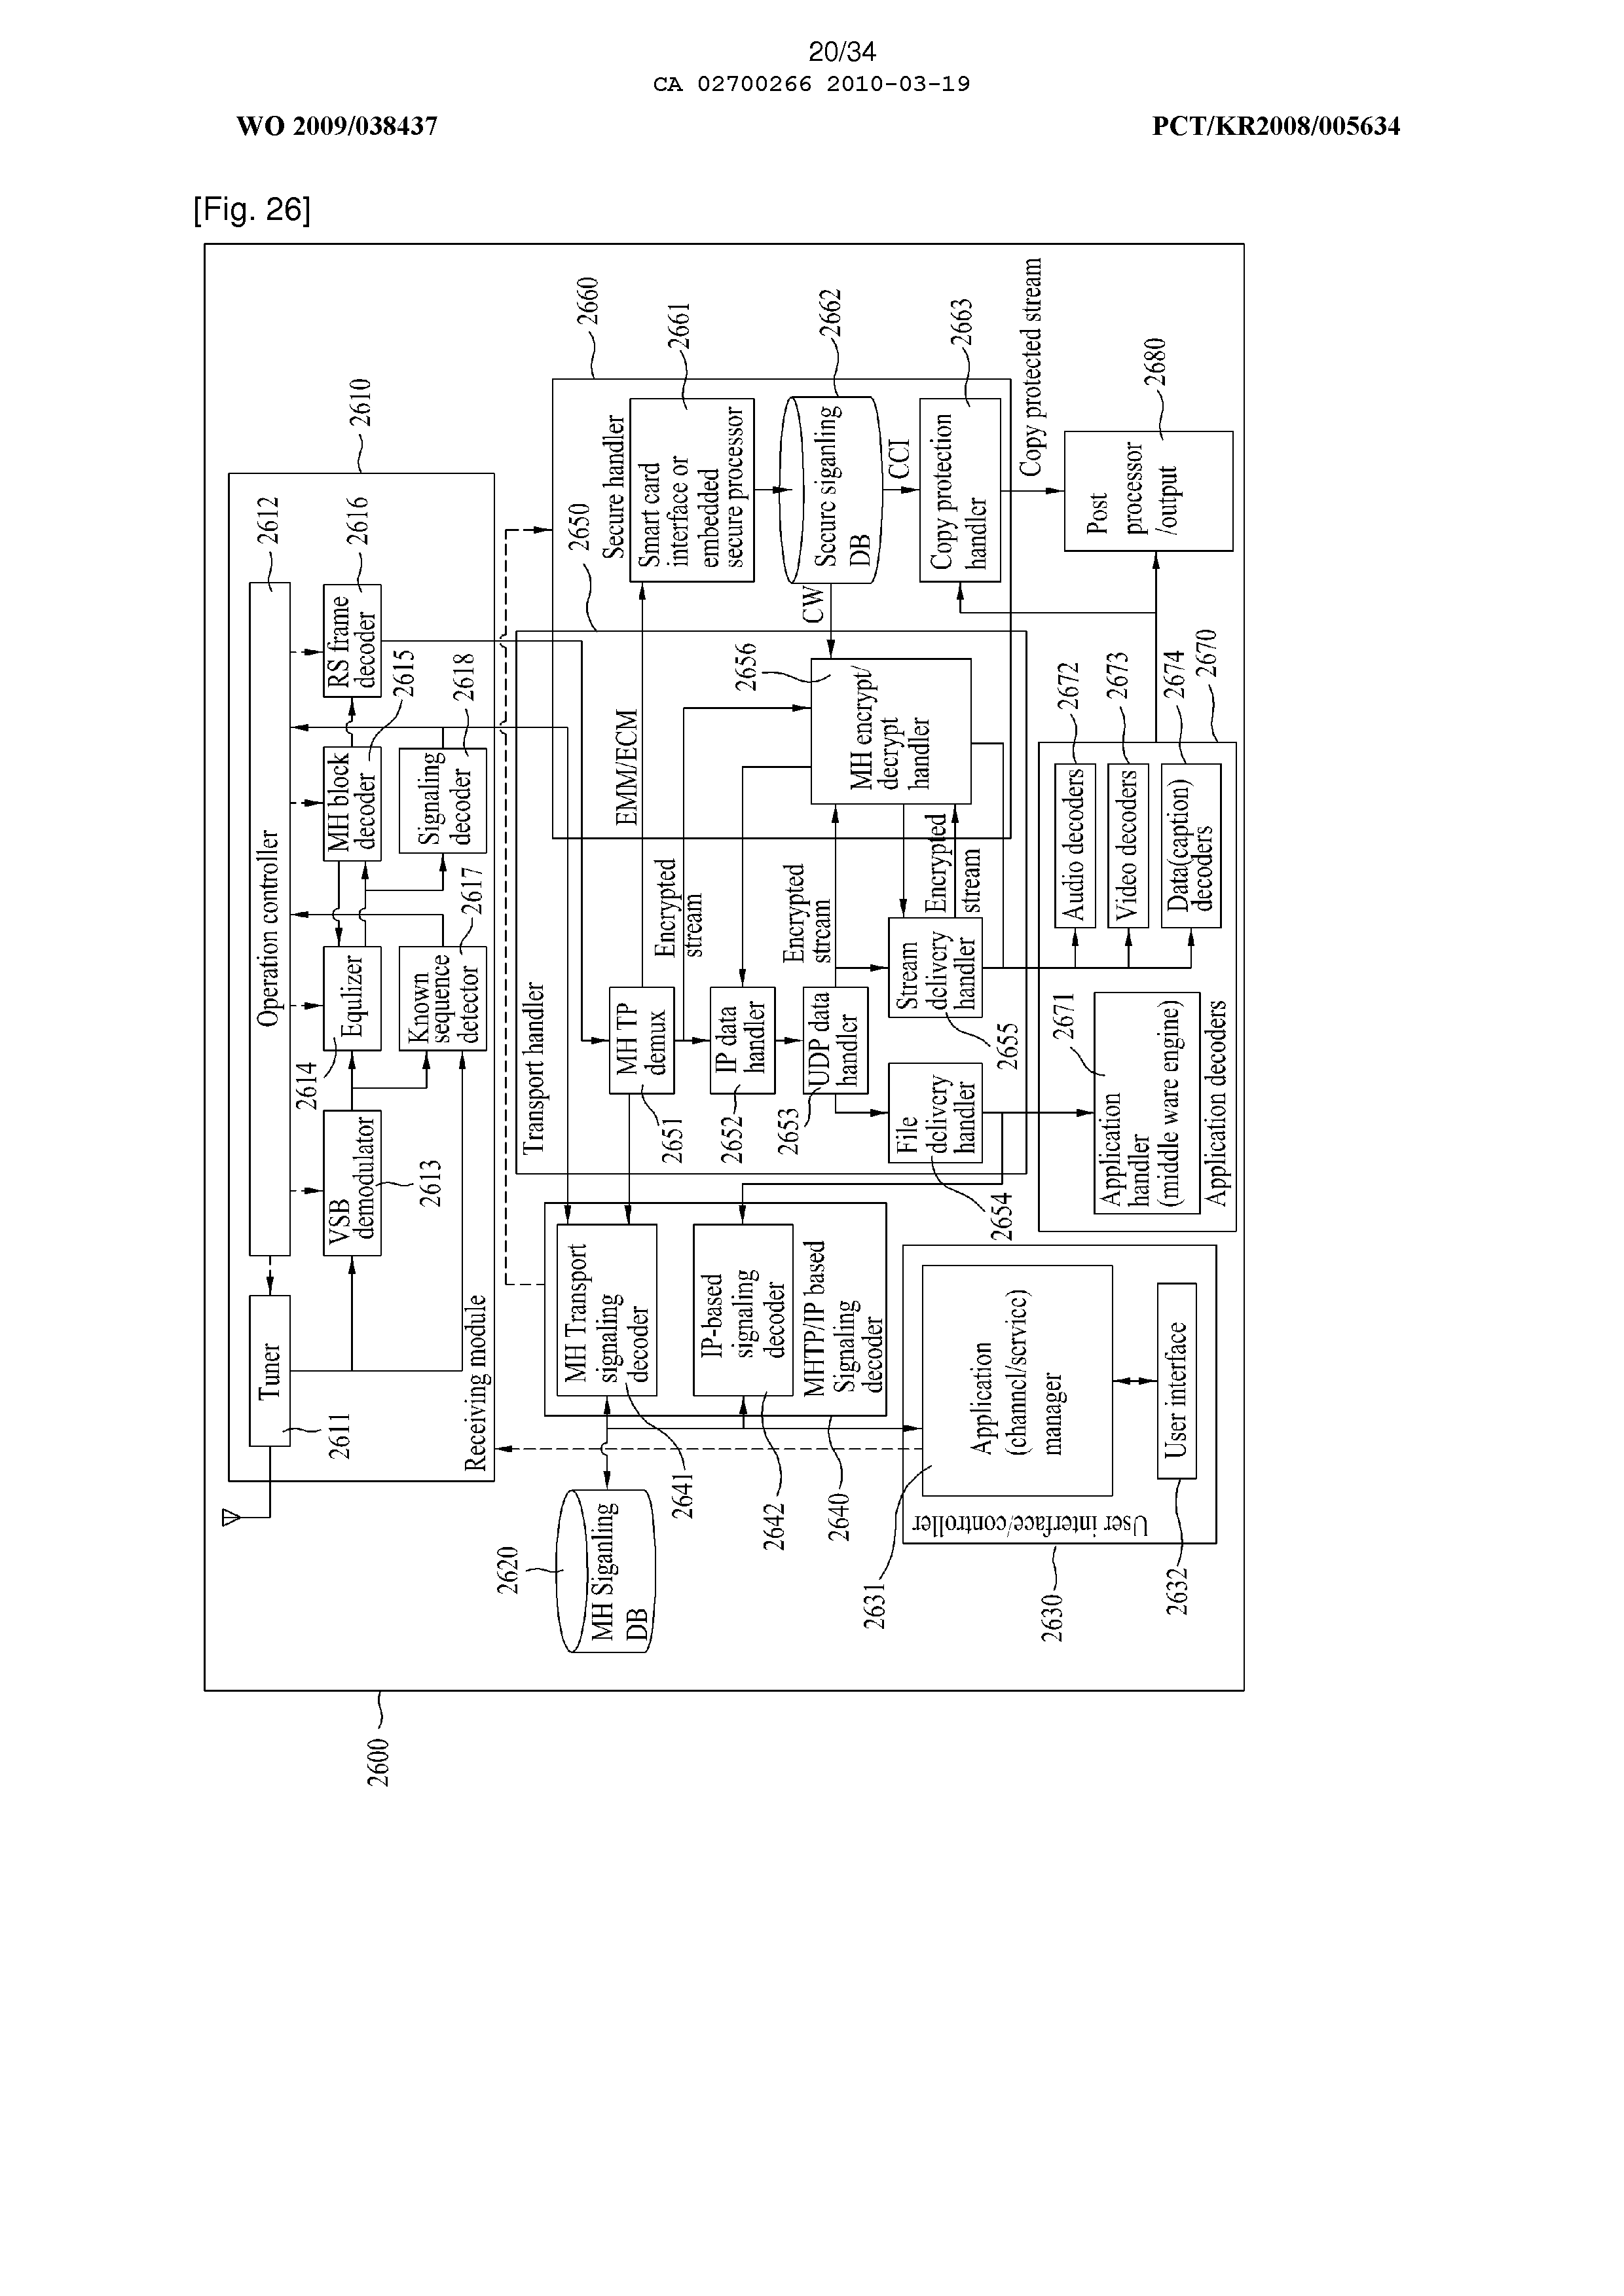 20/34
CA 02700266 2010-03-19
WO 2009/038437
PCT/KR2008/005634
[Fig. 26]
2600
2610
Receiving module
2611
Tuner
2612
Operation controller
VSB
demodulator
2613
2614
Equlizer
MH block
decoder
2615
RS frame
decoder
2616
Known
sequence
detector
2617
Signaling
decoder
2618
2620
MH Siganling
DB
MH Transport
signaling
decoder
2641
IP-based
signaling
decoder
2642
MHTP/IP based
Signaling
decoder
2640
User interface/controller
2630
Application
(channel/service)
manager
2631
User interface
2632
Transport handler
2650
MH TP
demux
2651
IP data
handler
2652
UDP data
handler
2653
File
delivery
handler
2654
Stream
delivery
handler
2655
Encrypted
stream
Encrypted
stream
Encrypted
stream
MH encrypt/
decrypt
handler
2656
EMM/ECM
CW
Secure handler
2660
Smart card
interface or
embedded
secure processor
2661
Secure siganling
DB
2662
CCI
Copy protection
handler
2663
Copy protected stream
Post
processor
/output
2680
Application
handler
(middle ware engine)
2671
Application decoders
2670
Audio decoders
2672
Video decoders
2673
Data(caption)
decoders
2674